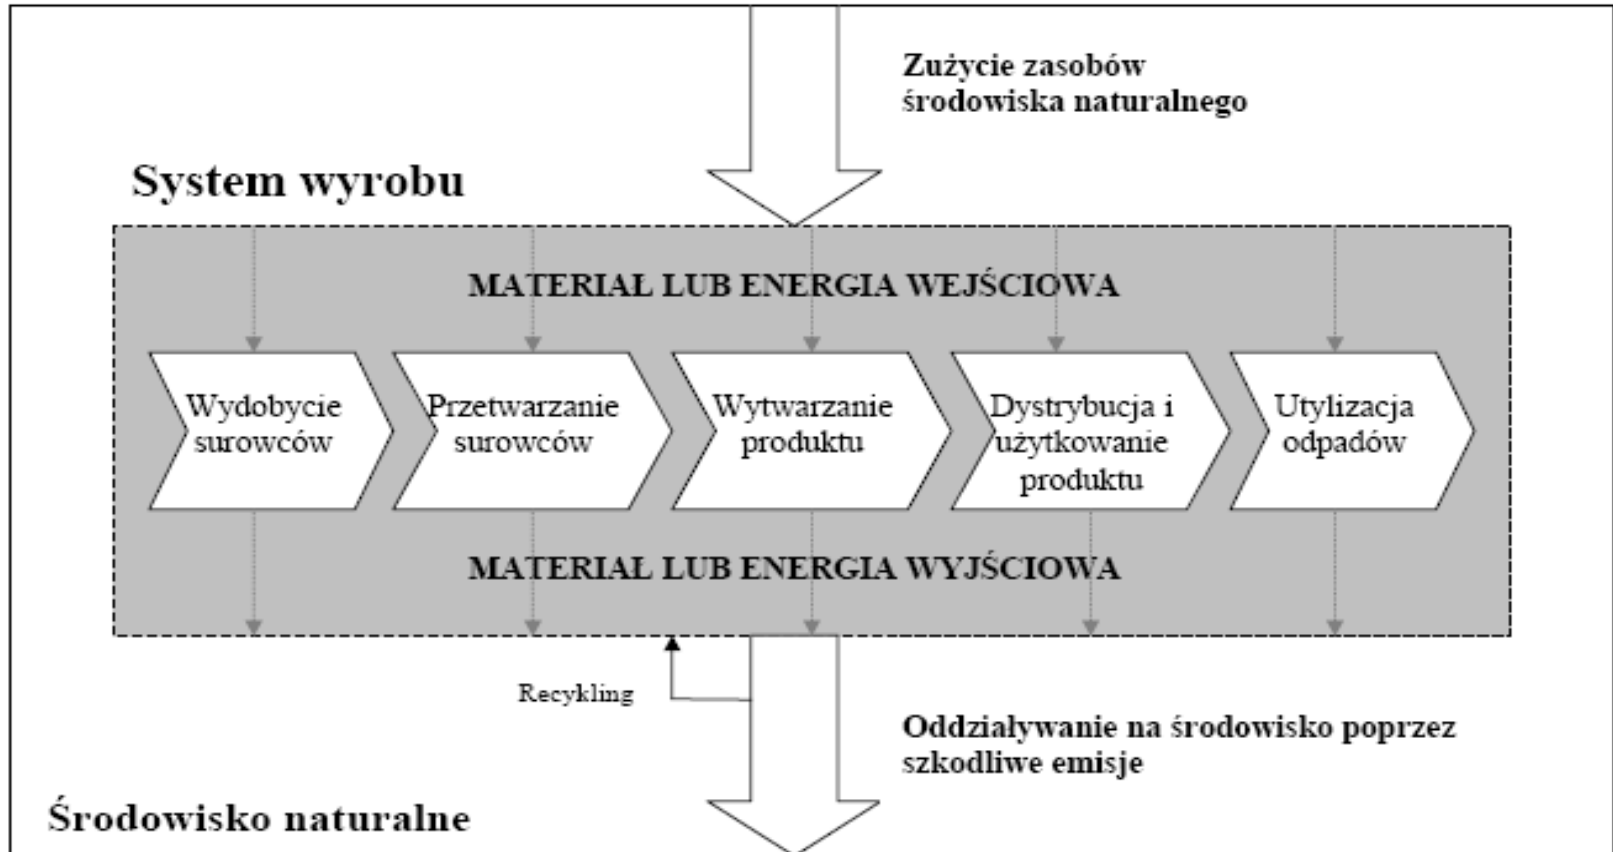 Zużycie zasobów
środowiska naturalnego
System wyrobu
MATERIAŁ LUB ENERGIA WEJŚCIOWA
Wydobycie
surowców
Przetwarzanie
surowców
Wytwarzanie
produktu
Dystrybucja i
użytkowanie
produktu
Utylizacja
odpadów
MATERIAŁ LUB ENERGIA WYJŚCIOWA
Recykling
Oddziaływanie na środowisko poprzez
szkodliwe emisje
Środowisko naturalne